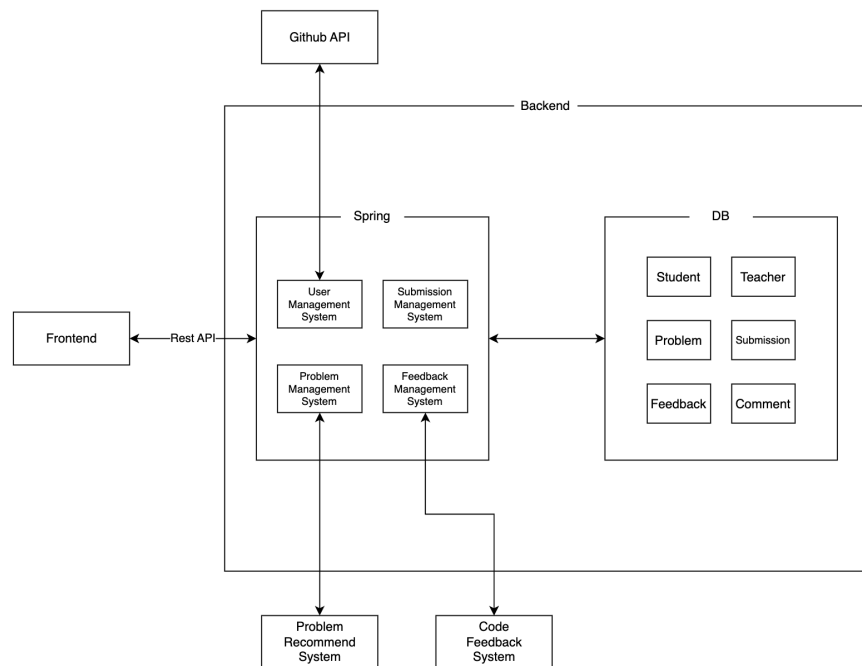 Github API
Backend
Spring
DB
User
Management
System
Submission
Management
System
Student
Teacher
Frontend
Rest API
Problem
Submission
Problem
Management
System
Feedback
Management
System
Feedback
Comment
Problem
Recommend
System
Code
Feedback
System